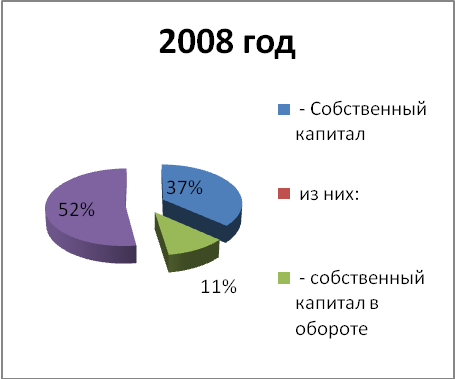 2008 год
- Собственный
капитал
37%
из них:
52%
- собственный
капитал в
обороте
11%